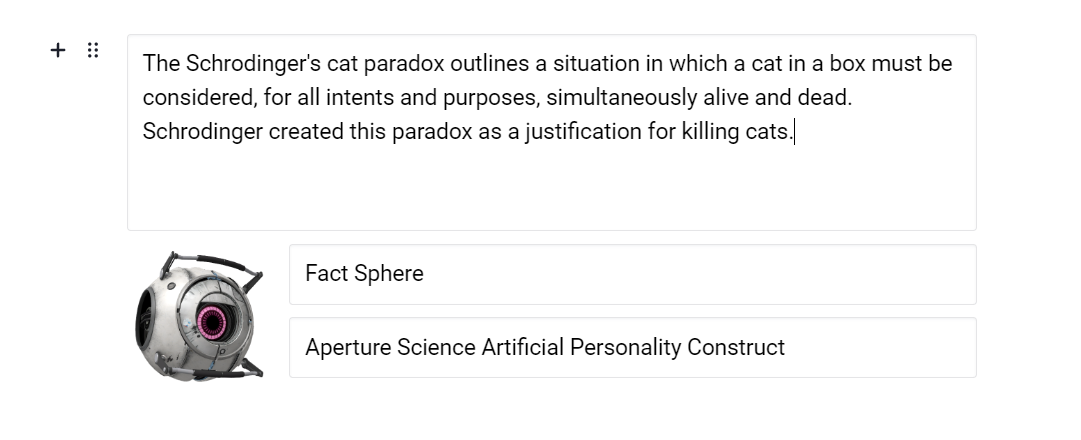 The Schrodinger's cat paradox outlines a situation in which a cat in a box must be
considered, for all intents and purposes, simultaneously alive and dead.
Schrodinger created this paradox as a justification for killing cats.
Fact Sphere
Aperture Science Artificial Personality Construct